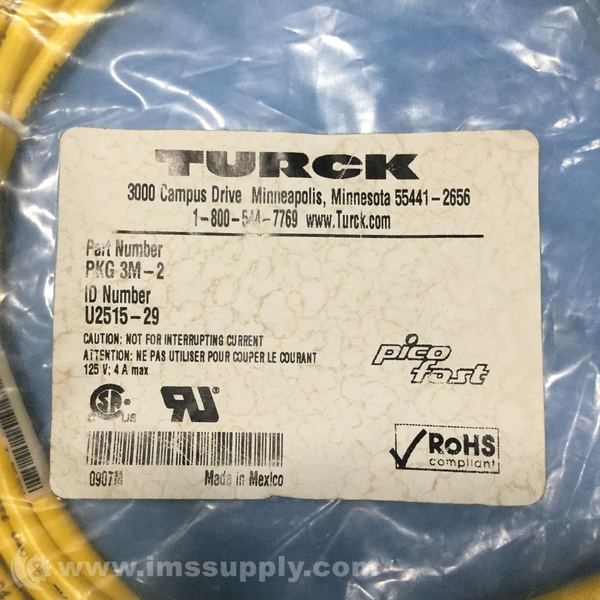 TURCK
3000 Campus Drive Minneapolis, Minnesota 55441-2656
1-800-544-7769 www.Turck.com
Part Number
PKG 3M-2
ID Number
U2515-29
CAUTION: NOT FOR INTERRUPTING CURRENT
ATTENTION: NE PAS UTILISER POUR COUPER LE COURANT
125 V; 4 A max
pico
fast
RoHS
compliant
0907M Made in Mexico
© www.imssupply.com